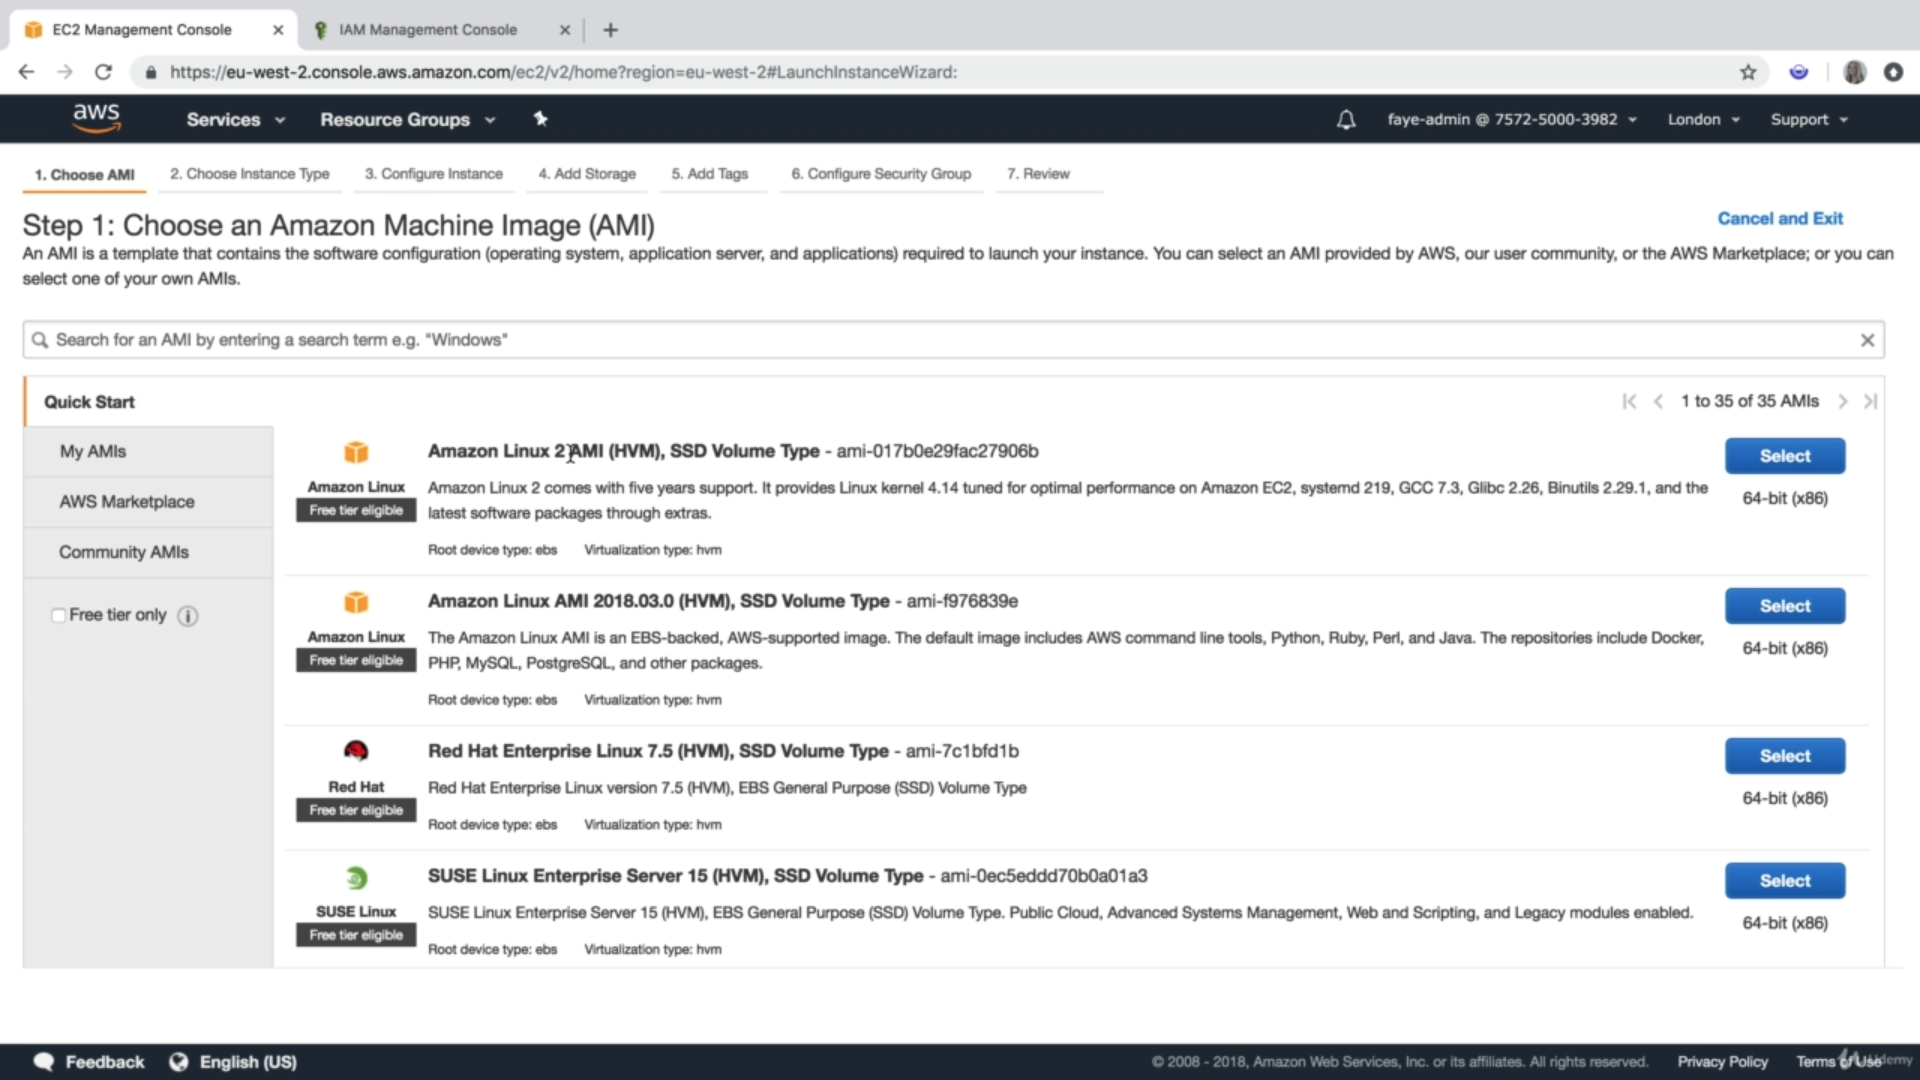 EC2 Management Console
IAM Management Console
https://eu-west-2.console.aws.amazon.com/ec2/v2/home?region=eu-west-2#LaunchInstanceWizard:
aws Services Resource Groups faye-admin @ 7572-5000-3982 London Support
1. Choose AMI 2. Choose Instance Type 3. Configure Instance 4. Add Storage 5. Add Tags 6. Configure Security Group 7. Review
Step 1: Choose an Amazon Machine Image (AMI)
Cancel and Exit
An AMI is a template that contains the software configuration (operating system, application server, and applications) required to launch your instance. You can select an AMI provided by AWS, our user community, or the AWS Marketplace; or you can
select one of your own AMIs.
Search for an AMI by entering a search term e.g. "Windows"
Quick Start
1 to 35 of 35 AMIs
My AMIs
AWS Marketplace
Community AMIs
Free tier only
Amazon Linux 2 AMI (HVM), SSD Volume Type - ami-017b0e29fac27906b
Select
Amazon Linux
Free tier eligible
Amazon Linux 2 comes with five years support. It provides Linux kernel 4.14 tuned for optimal performance on Amazon EC2, systemd 219, GCC 7.3, Glibc 2.26, Binutils 2.29.1, and the
latest software packages through extras.
64-bit (x86)
Root device type: ebs Virtualization type: hvm
Amazon Linux AMI 2018.03.0 (HVM), SSD Volume Type - ami-f976839e
Select
Amazon Linux
Free tier eligible
The Amazon Linux AMI is an EBS-backed, AWS-supported image. The default image includes AWS command line tools, Python, Ruby, Perl, and Java. The repositories include Docker,
PHP, MySQL, PostgreSQL, and other packages.
64-bit (x86)
Root device type: ebs Virtualization type: hvm
Red Hat Enterprise Linux 7.5 (HVM), SSD Volume Type - ami-7c1bfd1b
Select
Red Hat
Free tier eligible
Red Hat Enterprise Linux version 7.5 (HVM), EBS General Purpose (SSD) Volume Type
64-bit (x86)
Root device type: ebs Virtualization type: hvm
SUSE Linux Enterprise Server 15 (HVM), SSD Volume Type - ami-0ec5eddd70b0a01a3
Select
SUSE Linux
Free tier eligible
SUSE Linux Enterprise Server 15 (HVM), EBS General Purpose (SSD) Volume Type. Public Cloud, Advanced Systems Management, Web and Scripting, and Legacy modules enabled.
64-bit (x86)
Root device type: ebs Virtualization type: hvm
Feedback English (US) © 2008 - 2018, Amazon Web Services, Inc. or its affiliates. All rights reserved. Privacy Policy Terms of Use